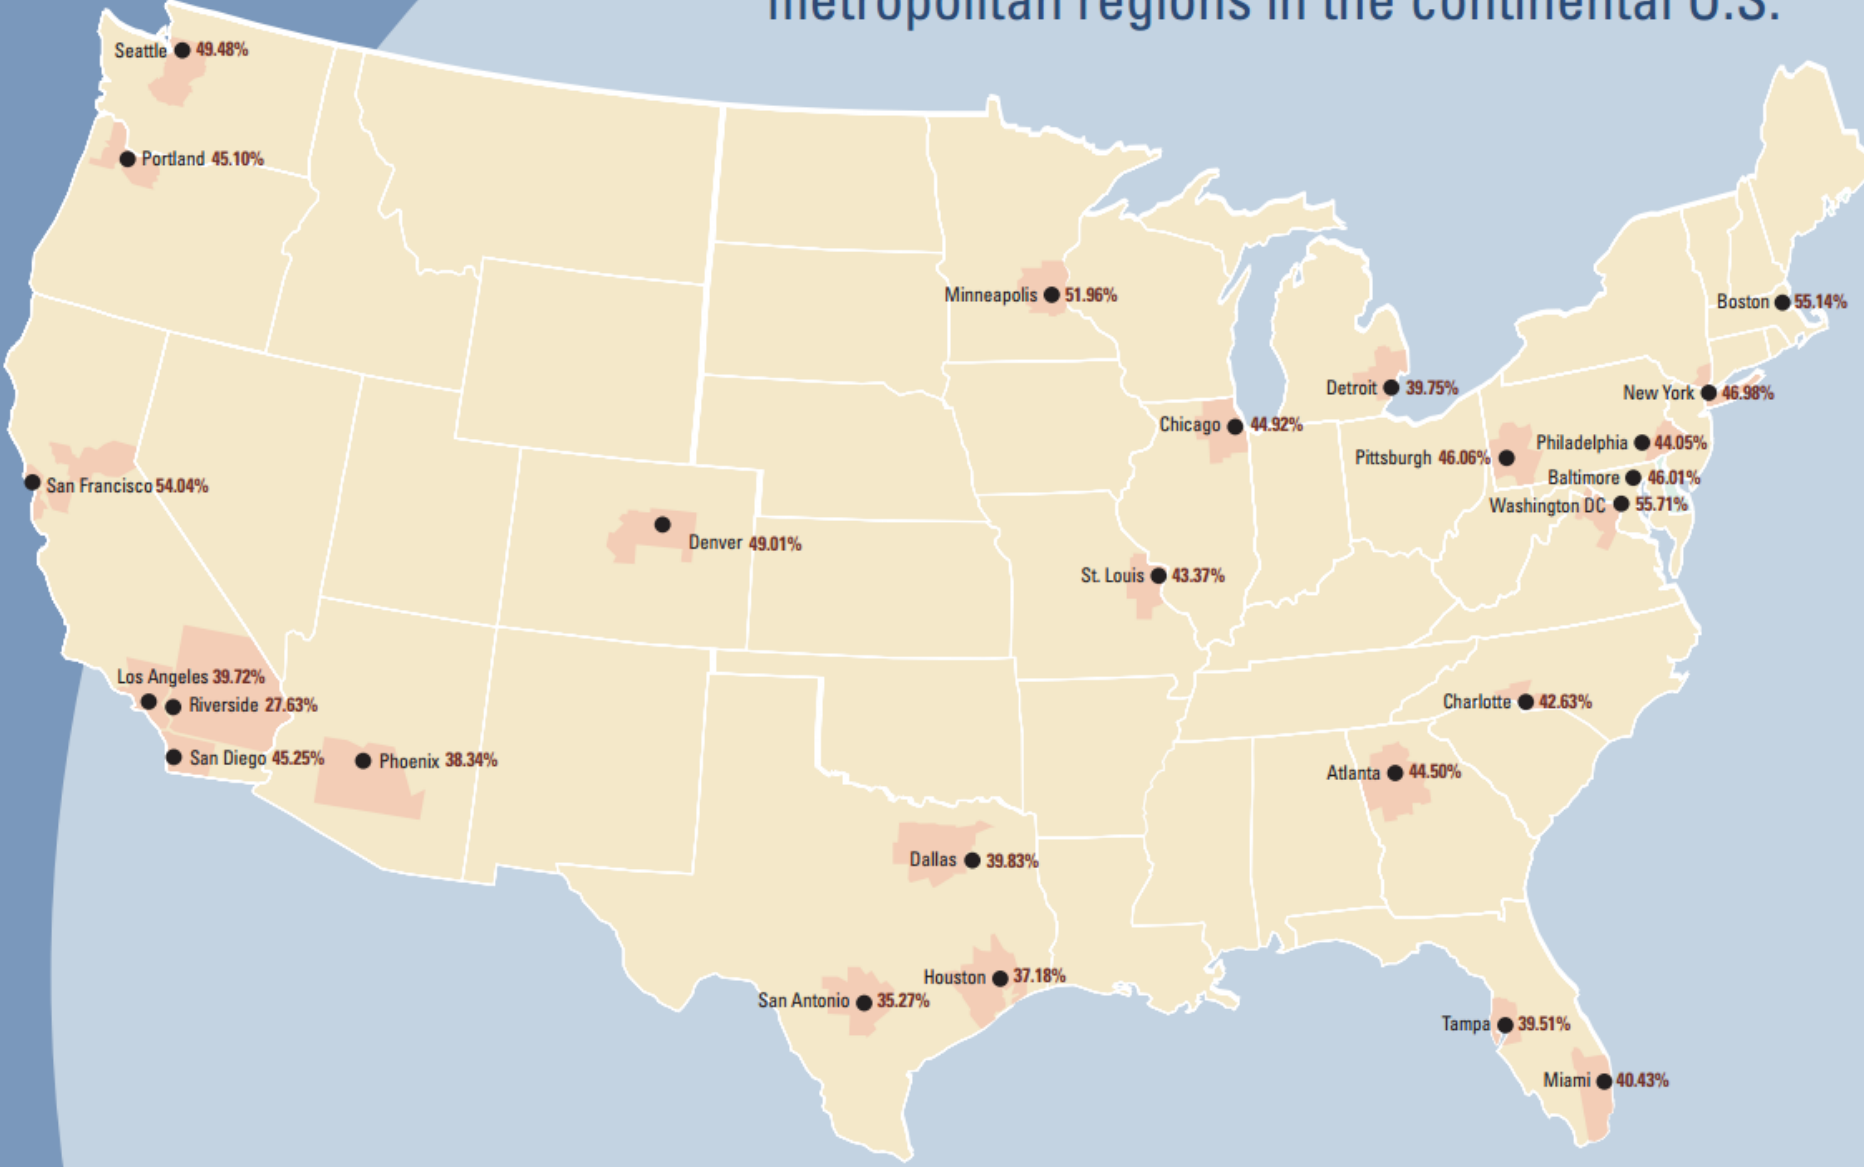 metropolitan regions in the continental U.S.
Seattle 49.48%
Portland 45.10%
Minneapolis 51.96%
Boston 55.14%
Detroit 39.75%
New York 46.98%
Chicago 44.92%
Philadelphia 44.05%
Pittsburgh 46.06%
Baltimore 46.01%
San Francisco 54.04%
Washington DC 55.71%
Denver 49.01%
St. Louis 43.37%
Los Angeles 39.72%
Riverside 27.63%
Charlotte 42.63%
San Diego 45.25%
Phoenix 38.34%
Atlanta 44.50%
Dallas 39.83%
Houston 37.18%
San Antonio 35.27%
Tampa 39.51%
Miami 40.43%